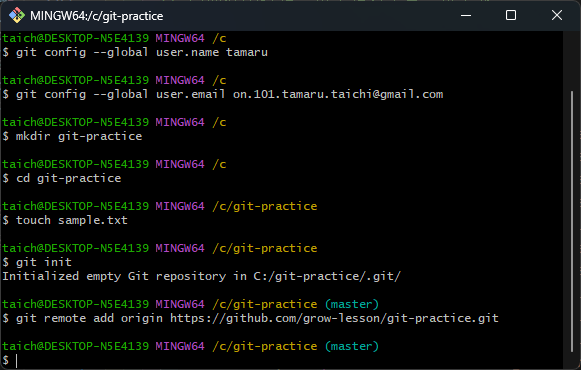 MINGW64:/c/git-practice
taich@DESKTOP-N5E4139 MINGW64 /c
$ git config --global user.name tamaru
taich@DESKTOP-N5E4139 MINGW64 /c
$ git config --global user.email on.101.tamaru.taichi@gmail.com
taich@DESKTOP-N5E4139 MINGW64 /c
$ mkdir git-practice
taich@DESKTOP-N5E4139 MINGW64 /c
$ cd git-practice
taich@DESKTOP-N5E4139 MINGW64 /c/git-practice
$ touch sample.txt
taich@DESKTOP-N5E4139 MINGW64 /c/git-practice
$ git init
Initialized empty Git repository in C:/git-practice/.git/
taich@DESKTOP-N5E4139 MINGW64 /c/git-practice (master)
$ git remote add origin https://github.com/grow-lesson/git-practice.git
taich@DESKTOP-N5E4139 MINGW64 /c/git-practice (master)
$